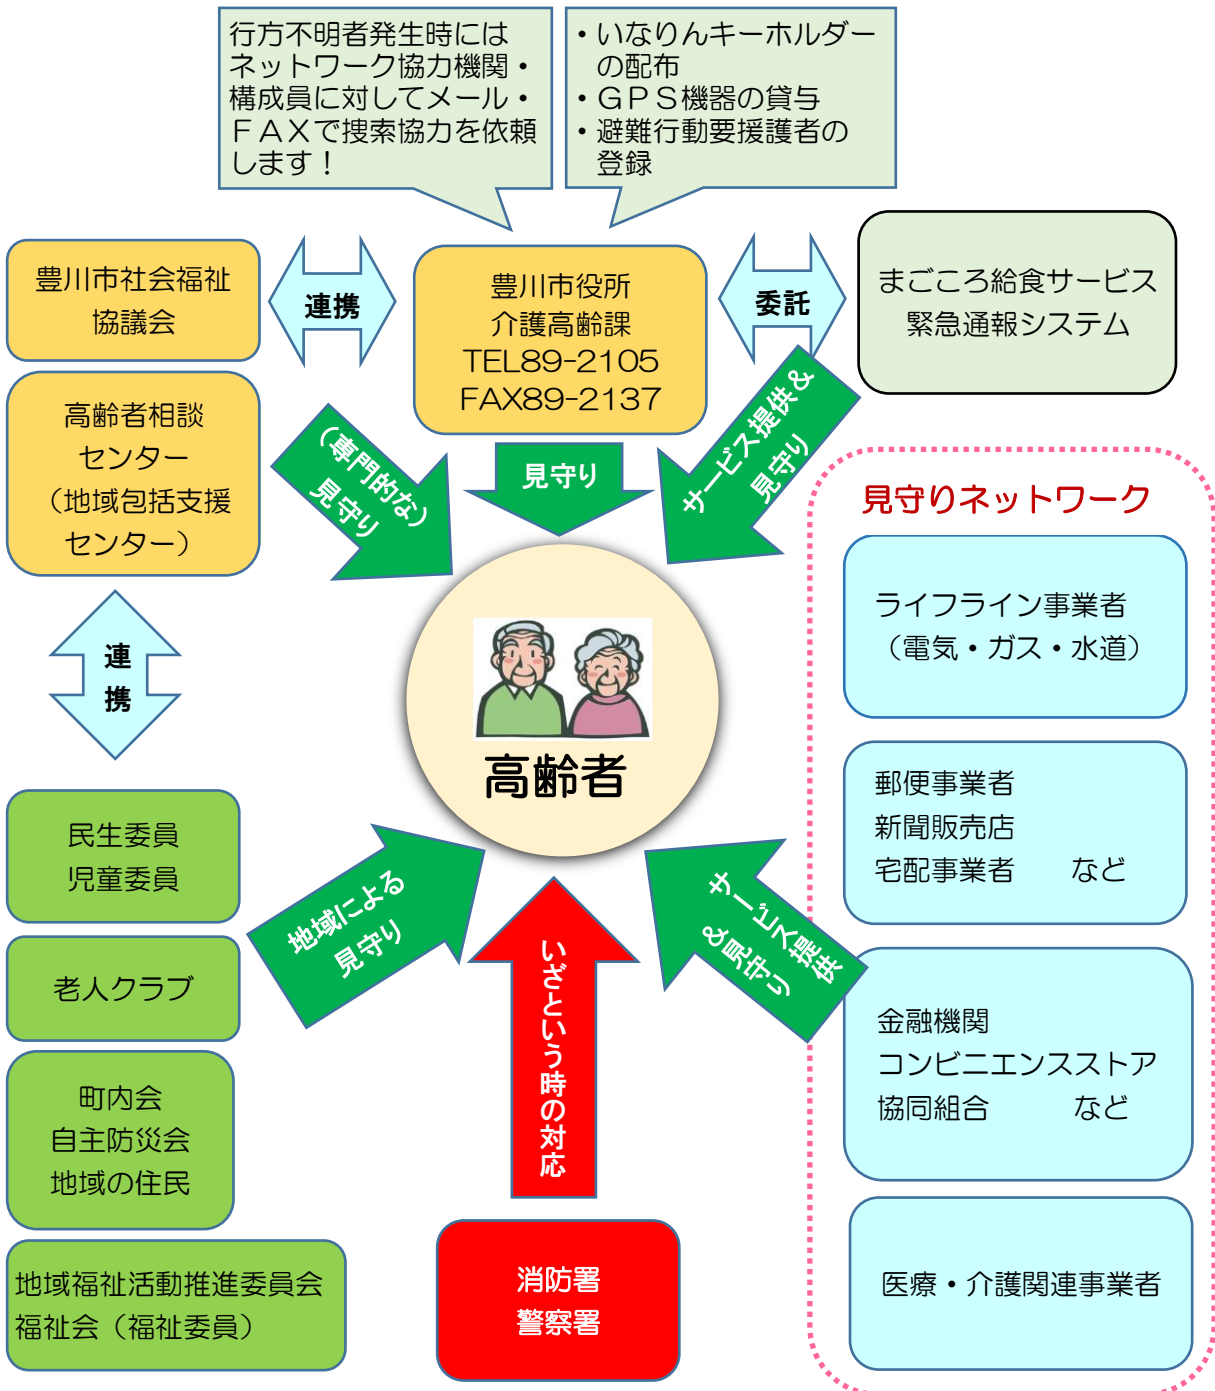 行方不明者発生時には
ネットワーク協力機関・
構成員に対してメール・
ＦＡＸで捜索協力を依頼
します！
・いなりんキーホルダー
の配布
・ＧＰＳ機器の貸与
・避難行動要援護者の
登録
豊川市社会福祉
協議会
連携
豊川市役所
介護高齢課
TEL89-2105
FAX89-2137
委託
まごころ給食サービス
緊急通報システム
高齢者相談
センター
（地域包括支援
センター）
（専門的な）
見守り
見守り
サービス提供＆
見守り
見守りネットワーク
ライフライン事業者
（電気・ガス・水道）
連
携
高齢者
郵便事業者
新聞販売店
宅配事業者　　など
民生委員
児童委員
地域による
見守り
サービス提供
＆見守り
いざという時の対応
老人クラブ
金融機関
コンビニエンスストア
協同組合　　　など
町内会
自主防災会
地域の住民
消防署
警察署
医療・介護関連事業者
地域福祉活動推進委員会
福祉会（福祉委員）